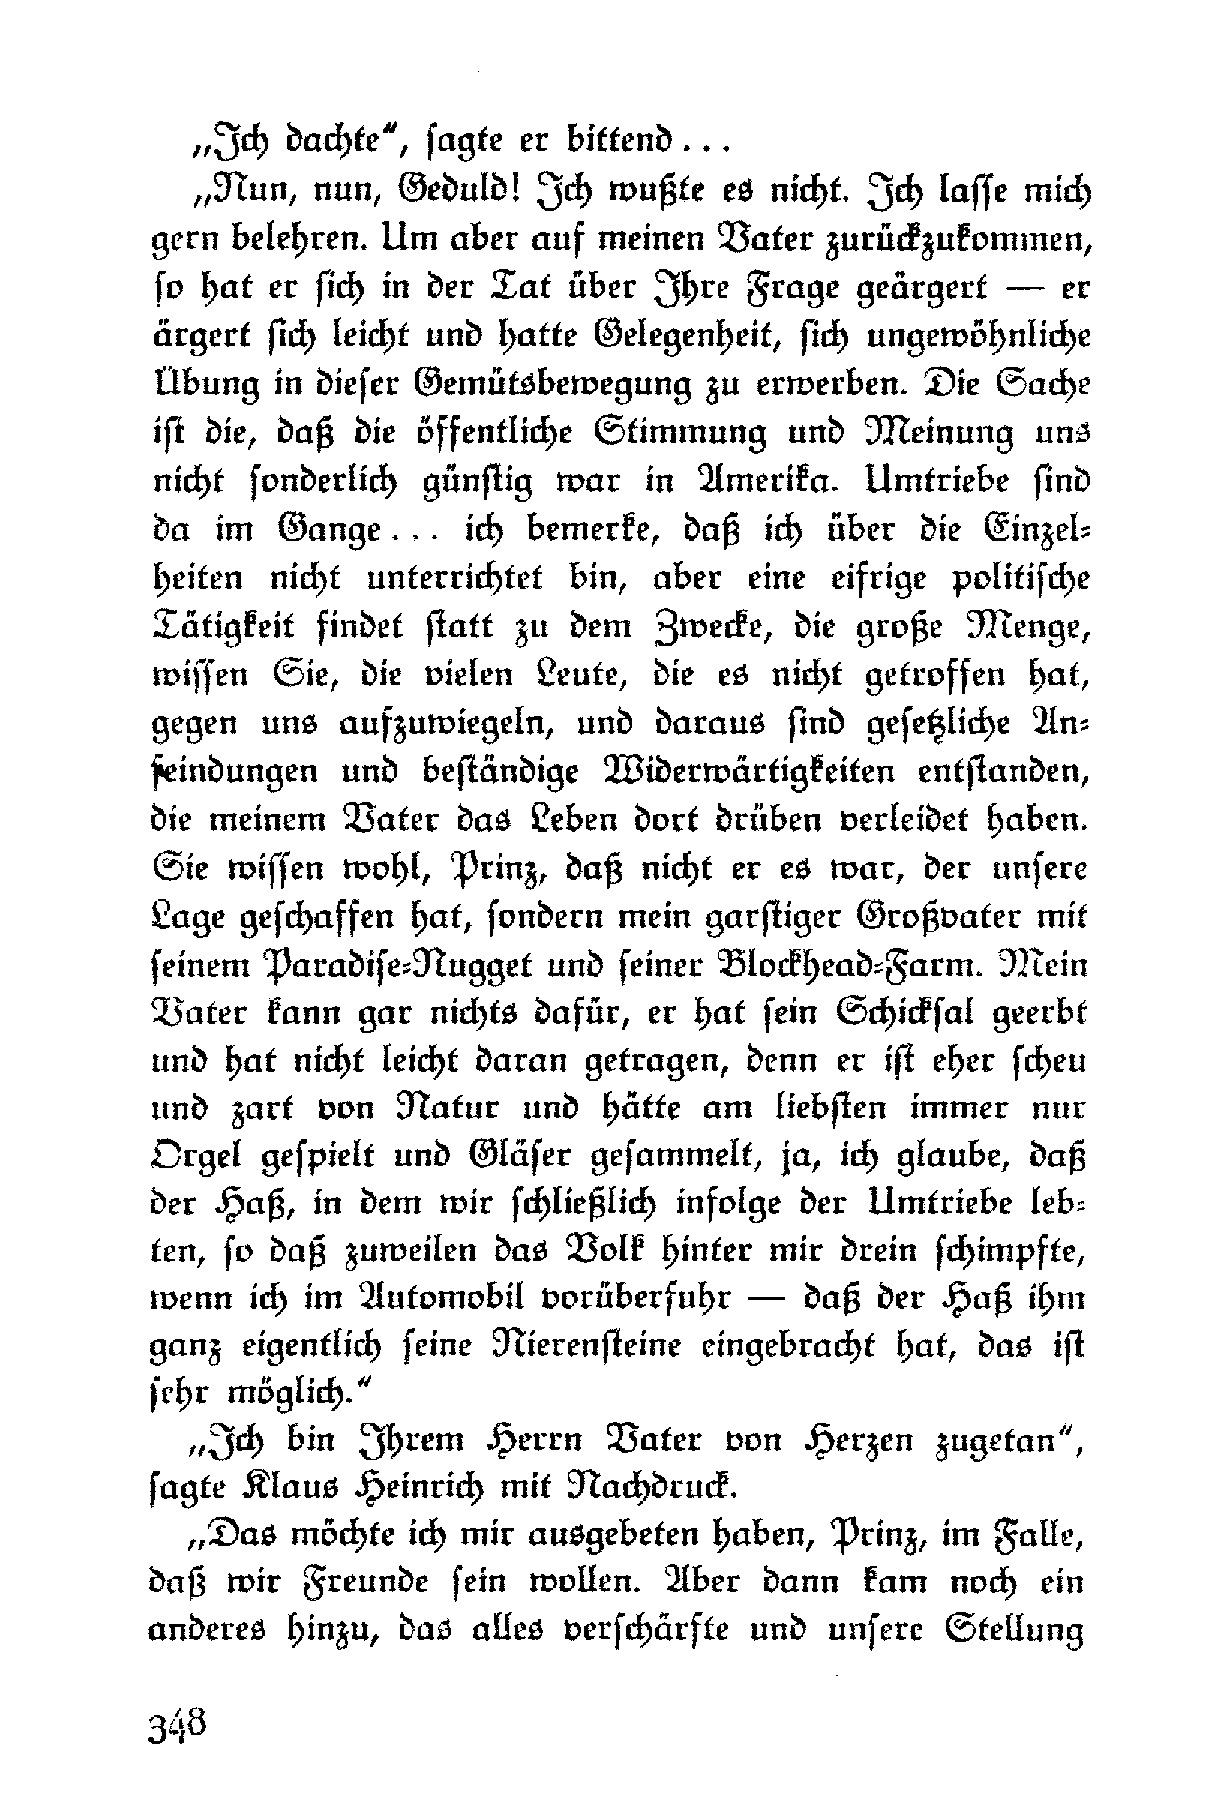 „Ich dachte“, sagte er bittend . . .
„Nun, nun, Geduld! Ich wußte es nicht. Ich lasse mich
gern belehren. Um aber auf meinen Vater zurückzukommen,
so hat er sich in der Tat über Ihre Frage geärgert — er
ärgert sich leicht und hatte Gelegenheit, sich ungewöhnliche
Übung in dieser Gemütsbewegung zu erwerben. Die Sache
ist die, daß die öffentliche Stimmung und Meinung uns
nicht sonderlich günstig war in Amerika. Umtriebe sind
da im Gange . . . ich bemerke, daß ich über die Einzel-
heiten nicht unterrichtet bin, aber eine eifrige politische
Tätigkeit findet statt zu dem Zwecke, die große Menge,
wissen Sie, die vielen Leute, die es nicht getroffen hat,
gegen uns aufzuwiegeln, und daraus sind gesetzliche An-
feindungen und beständige Widerwärtigkeiten entstanden,
die meinem Vater das Leben dort drüben verleidet haben.
Sie wissen wohl, Prinz, daß nicht er es war, der unsere
Lage geschaffen hat, sondern mein garstiger Großvater mit
seinem Paradise-Nugget und seiner Blockhead-Farm. Mein
Vater kann gar nichts dafür, er hat sein Schicksal geerbt
und hat nicht leicht daran getragen, denn er ist eher scheu
und zart von Natur und hätte am liebsten immer nur
Orgel gespielt und Gläser gesammelt, ja, ich glaube, daß
der Haß, in dem wir schließlich infolge der Umtriebe leb-
ten, so daß zuweilen das Volk hinter mir drein schimpfte,
wenn ich im Automobil vorüberfuhr — daß der Haß ihm
ganz eigentlich seine Nierensteine eingebracht hat, das ist
sehr möglich.“
„Ich bin Ihrem Herrn Vater von Herzen zugetan“,
sagte Klaus Heinrich mit Nachdruck.
„Das möchte ich mir ausgebeten haben, Prinz, im Falle,
daß wir Freunde sein wollen. Aber dann kam noch ein
anderes hinzu, das alles verschärfte und unsere Stellung
348